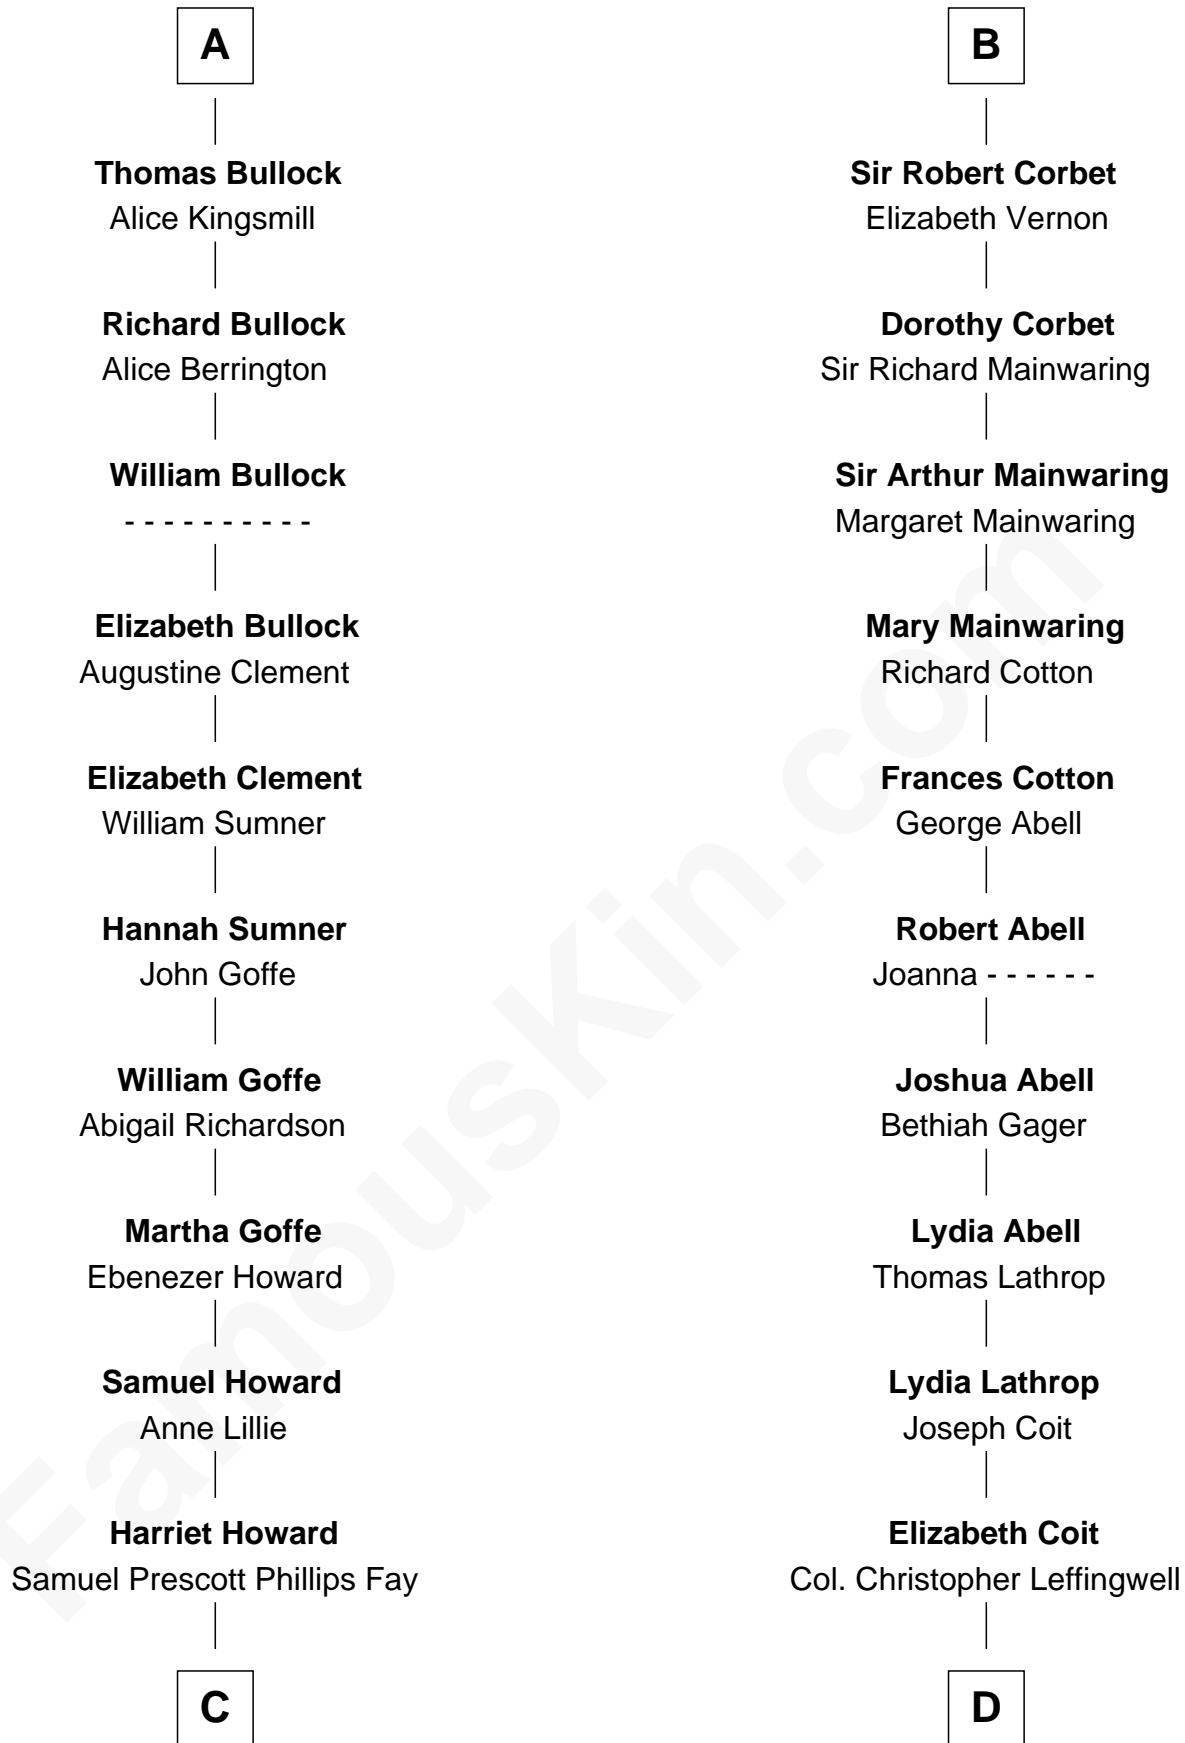 A
Thomas Bullock
Alice Kingsmill
Richard Bullock
Alice Berrington
William Bullock
- - - - - - - - - -
Elizabeth Bullock
Augustine Clement
Elizabeth Clement
William Sumner
Hannah Sumner
John Goffe
William Goffe
Abigail Richardson
Martha Goffe
Ebenezer Howard
Samuel Howard
Anne Lillie
Harriet Howard
Samuel Prescott Phillips Fay
C
B
Sir Robert Corbet
Elizabeth Vernon
Dorothy Corbet
Sir Richard Mainwaring
Sir Arthur Mainwaring
Margaret Mainwaring
Mary Mainwaring
Richard Cotton
Frances Cotton
George Abell
Robert Abell
Joanna - - - - - -
Joshua Abell
Bethiah Gager
Lydia Abell
Thomas Lathrop
Lydia Lathrop
Joseph Coit
Elizabeth Coit
Col. Christopher Leffingwell
D
FamousKin.com